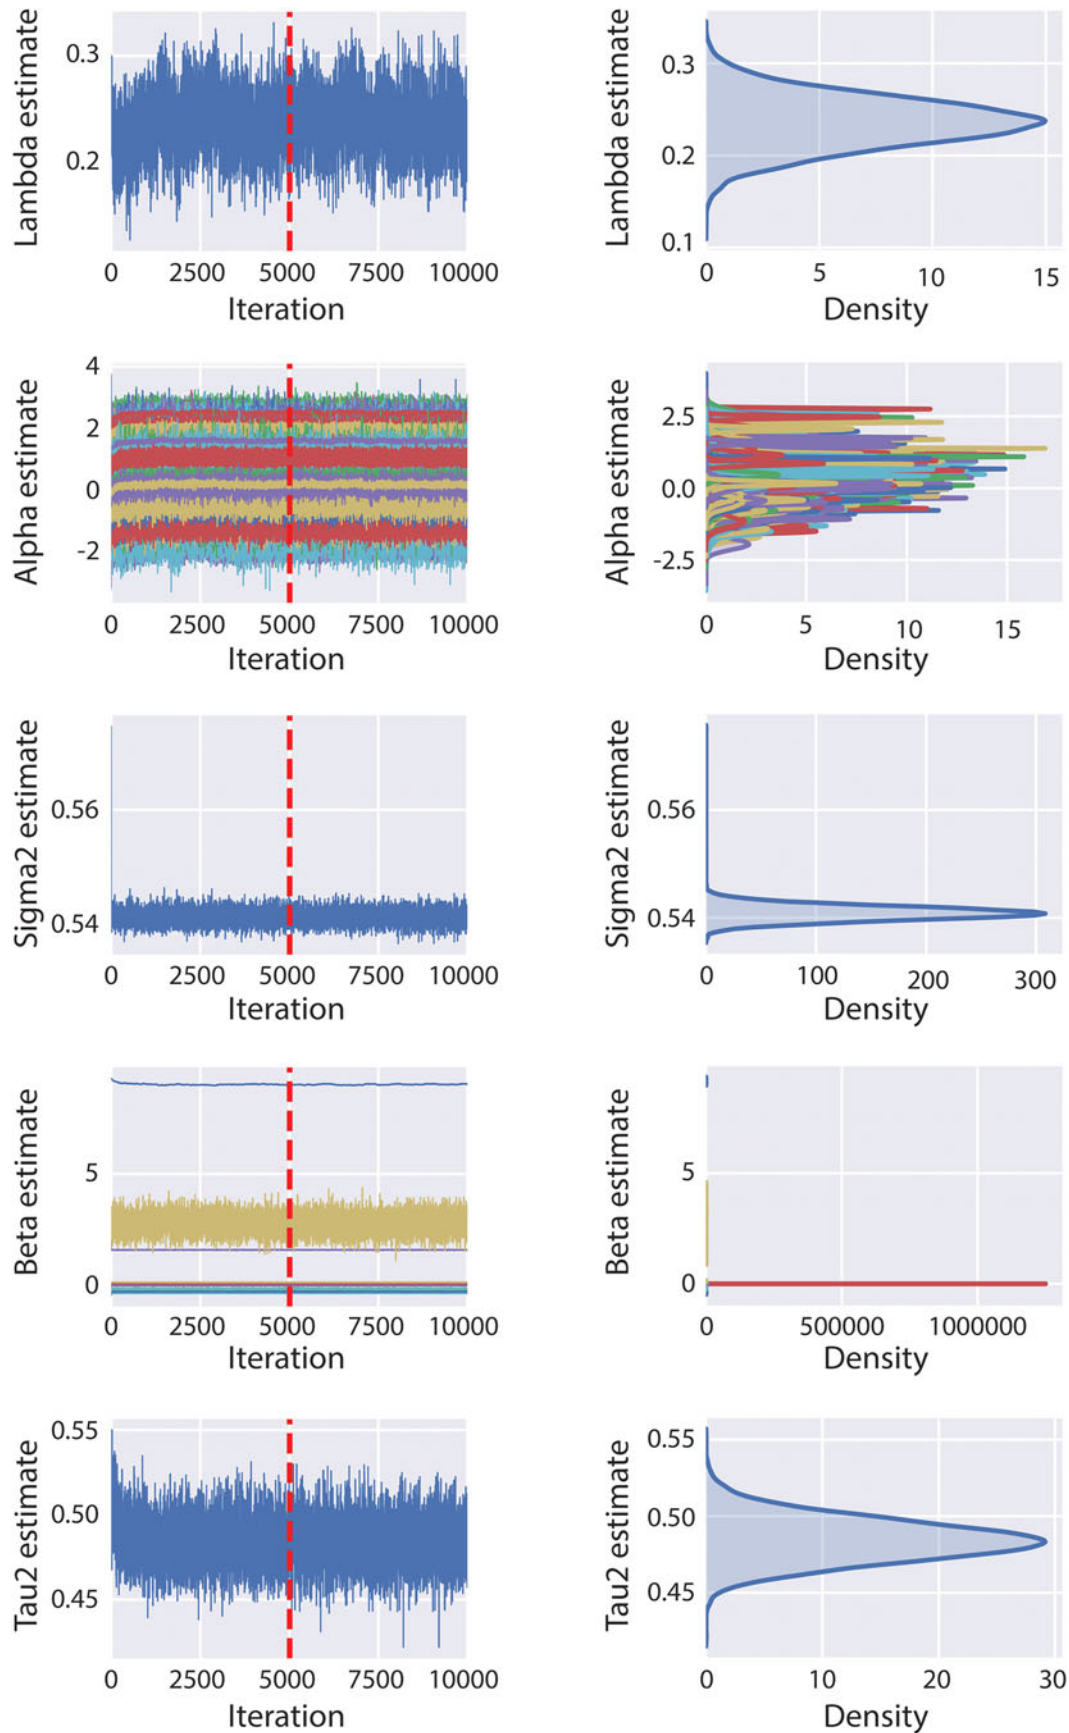 Lambda estimate
0.3
0.2
0 2500 5000 7500 10000
Iteration
Lambda estimate
0.3
0.2
0.1
0 5 10 15
Density
Alpha estimate
4
2
0
-2
0 2500 5000 7500 10000
Iteration
Alpha estimate
2.5
0.0
-2.5
0 5 10 15
Density
Sigma2 estimate
0.56
0.54
0 2500 5000 7500 10000
Iteration
Sigma2 estimate
0.56
0.54
0 100 200 300
Density
Beta estimate
5
0
0 2500 5000 7500 10000
Iteration
Beta estimate
5
0
0 500000 1000000
Density
Tau2 estimate
0.55
0.50
0.45
0 2500 5000 7500 10000
Iteration
Tau2 estimate
0.55
0.50
0.45
0 10 20 30
Density